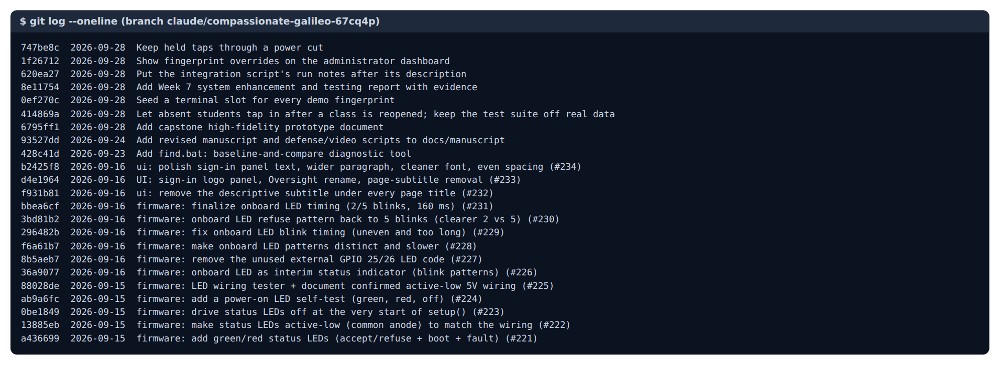 $ git log --oneline (branch claude/compassionate-galileo-67cq4p)
747be8c 2026-09-28 Keep held taps through a power cut
1f26712 2026-09-28 Show fingerprint overrides on the administrator dashboard
620ea27 2026-09-28 Put the integration script's run notes after its description
8e11754 2026-09-28 Add Week 7 system enhancement and testing report with evidence
0ef270c 2026-09-28 Seed a terminal slot for every demo fingerprint
414869a 2026-09-28 Let absent students tap in after a class is reopened; keep the test suite off real data
6795ff1 2026-09-28 Add capstone high-fidelity prototype document
93527dd 2026-09-24 Add revised manuscript and defense/video scripts to docs/manuscript
428c41d 2026-09-23 Add find.bat: baseline-and-compare diagnostic tool
b2425f8 2026-09-16 ui: polish sign-in panel text, wider paragraph, cleaner font, even spacing (#234)
d4e1964 2026-09-16 UI: sign-in logo panel, Oversight rename, page-subtitle removal (#233)
f931b81 2026-09-16 ui: remove the descriptive subtitle under every page title (#232)
bbea6cf 2026-09-16 firmware: finalize onboard LED timing (2/5 blinks, 160 ms) (#231)
3bd81b2 2026-09-16 firmware: onboard LED refuse pattern back to 5 blinks (clearer 2 vs 5) (#230)
296482b 2026-09-16 firmware: fix onboard LED blink timing (uneven and too long) (#229)
f6a61b7 2026-09-16 firmware: make onboard LED patterns distinct and slower (#228)
8b5aeb7 2026-09-16 firmware: remove the unused external GPIO 25/26 LED code (#227)
36a9077 2026-09-16 firmware: onboard LED as interim status indicator (blink patterns) (#226)
88028de 2026-09-15 firmware: LED wiring tester + document confirmed active-low 5V wiring (#225)
ab9a6fc 2026-09-15 firmware: add a power-on LED self-test (green, red, off) (#224)
0be1849 2026-09-15 firmware: drive status LEDs off at the very start of setup() (#223)
13885eb 2026-09-15 firmware: make status LEDs active-low (common anode) to match the wiring (#222)
a436699 2026-09-15 firmware: add green/red status LEDs (accept/refuse + boot + fault) (#221)